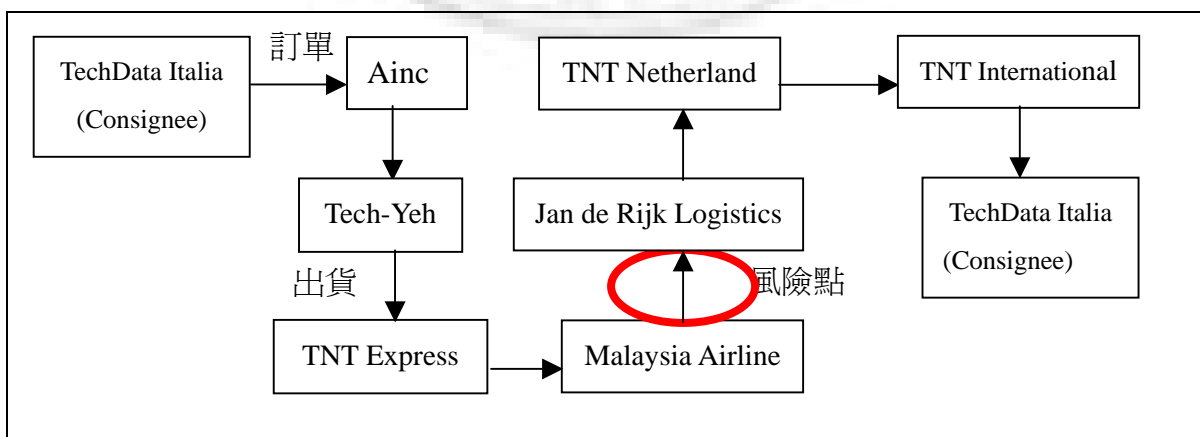 TechData Italia
(Consignee)
訂單
Ainc
Tech-Yeh
出貨
TNT Express
Malaysia Airline
風險點
Jan de Rijk Logistics
TNT Netherland
TNT International
TechData Italia
(Consignee)